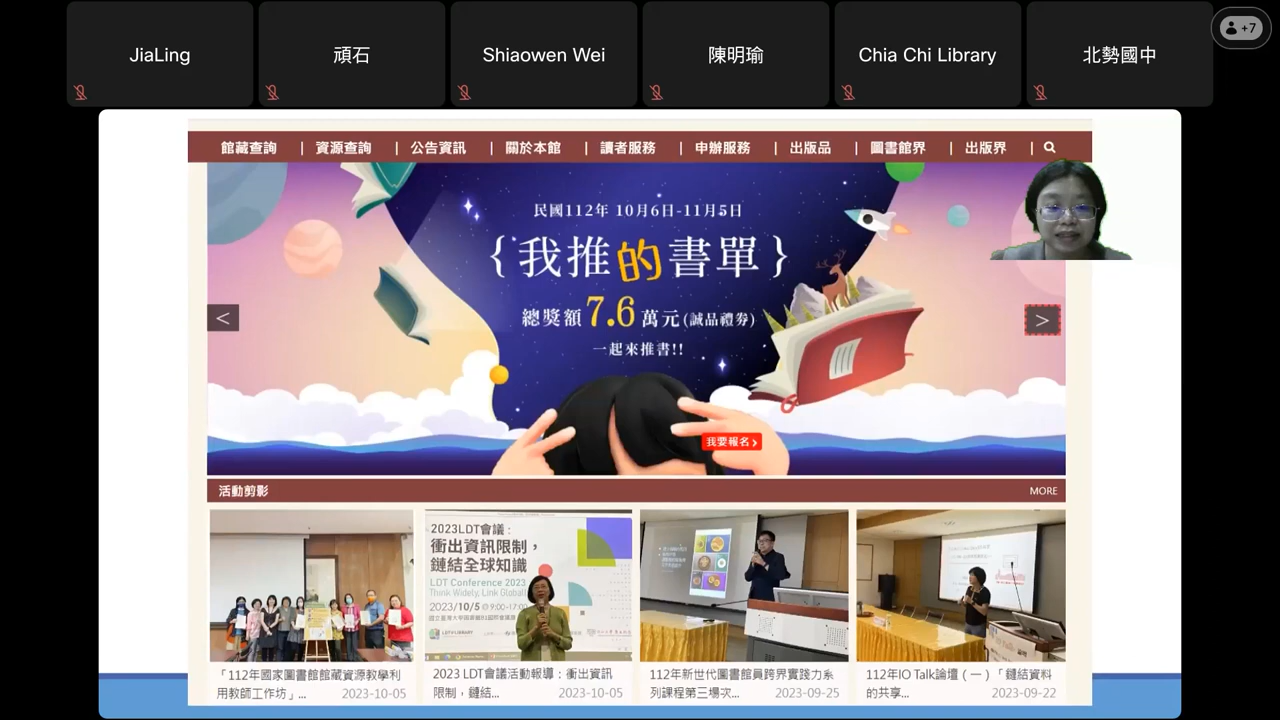 JiaLing
頑石
Shiaowen Wei
陳明瑜
Chia Chi Library
北勢國中
+7
館藏查詢 | 資源查詢 | 公告資訊 | 關於本館 | 讀者服務 | 申辦服務 | 出版品 | 圖書館界 | 出版界 |
民國112年 10月6日-11月5日
{我推的書單}
總獎額7.6萬元(誠品禮券)
一起來推書!!
< >
我要報名 >
活動剪影 MORE
2023LDT會議：
衝出資訊限制，
鏈結全球知識
LDT Conference 2023
Think Widely, Link Globall
2023/10/5 @9:00-17:00
「112年國家圖書館館藏資源教學利
用教師工作坊」... 2023-10-05
2023 LDT會議活動報導：衝出資訊
限制，鏈結... 2023-10-05
112年新世代圖書館員跨界實踐力系
列課程第三場次... 2023-09-25
112年IO Talk論壇（一）「鏈結資料
的共享... 2023-09-22